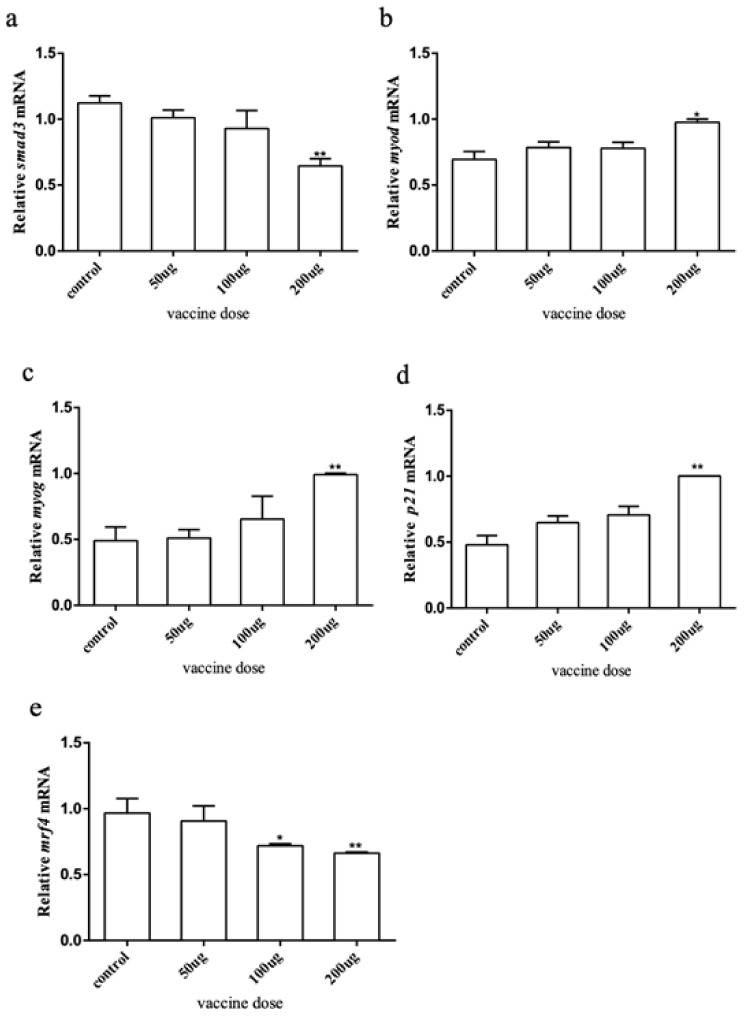 a
Relative smad3 mRNA
1.5
1.0
0.5
0.0
**
control
50ug
100ug
200ug
vaccine dose
b
Relative myod mRNA
1.5
1.0
0.5
0.0
*
control
50ug
100ug
200ug
vaccine dose
c
Relative myog mRNA
1.5
1.0
0.5
0.0
**
control
50ug
100ug
200ug
vaccine dose
d
Relative p21 mRNA
1.5
1.0
0.5
0.0
**
control
50ug
100ug
200ug
vaccine dose
e
Relative mrf4 mRNA
1.5
1.0
0.5
0.0
*
**
control
50ug
100ug
200ug
vaccine dose